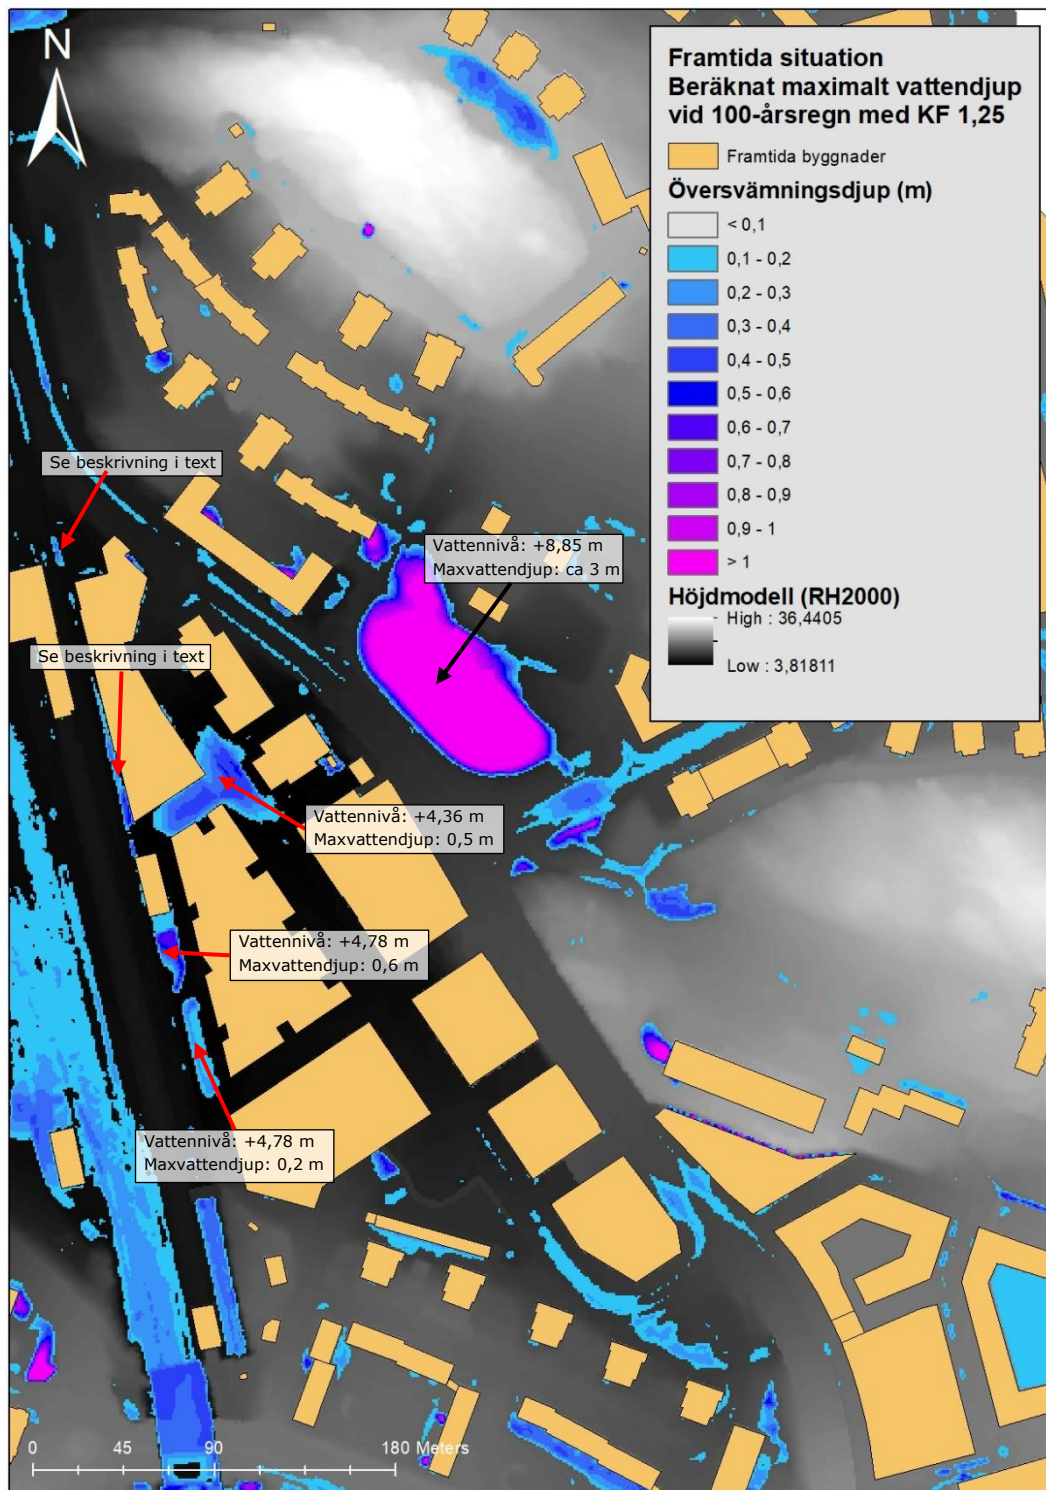 N
Framtida situation
Beräknat maximalt vattendjup
vid 100-årsregn med KF 1,25
Framtida byggnader
Översvämningsdjup (m)
< 0,1
0,1 - 0,2
0,2 - 0,3
0,3 - 0,4
0,4 - 0,5
0,5 - 0,6
0,6 - 0,7
0,7 - 0,8
0,8 - 0,9
0,9 - 1
> 1
Höjdmodell (RH2000)
High : 36,4405
Low : 3,81811
Se beskrivning i text
Vattennivå: +8,85 m
Maxvattendjup: ca 3 m
Se beskrivning i text
Vattennivå: +4,36 m
Maxvattendjup: 0,5 m
Vattennivå: +4,78 m
Maxvattendjup: 0,6 m
Vattennivå: +4,78 m
Maxvattendjup: 0,2 m
0 45 90 180 Meters